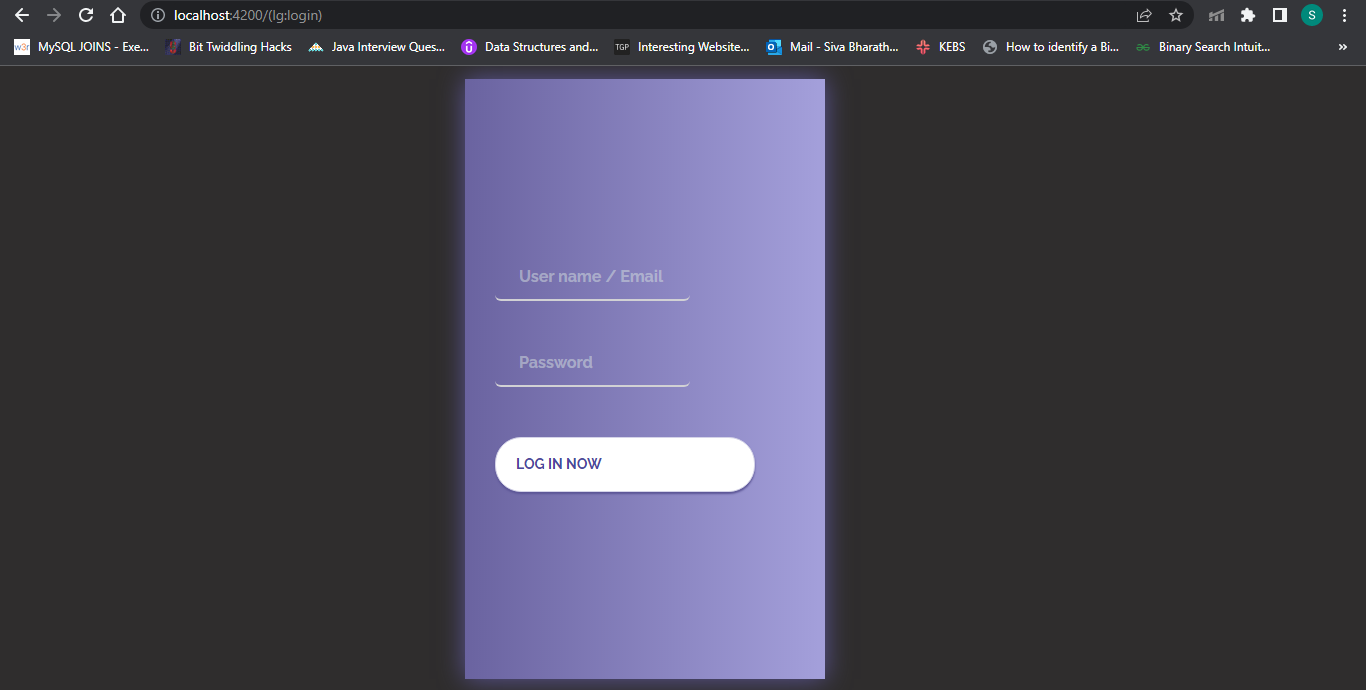 localhost:4200/(lg:login)
S
w3r MySQL JOINS - Exe... Bit Twiddling Hacks Java Interview Ques... Data Structures and... TGP Interesting Website... Mail - Siva Bharath... KEBS How to identify a Bi... Binary Search Intuit... »
User name / Email
Password
LOG IN NOW